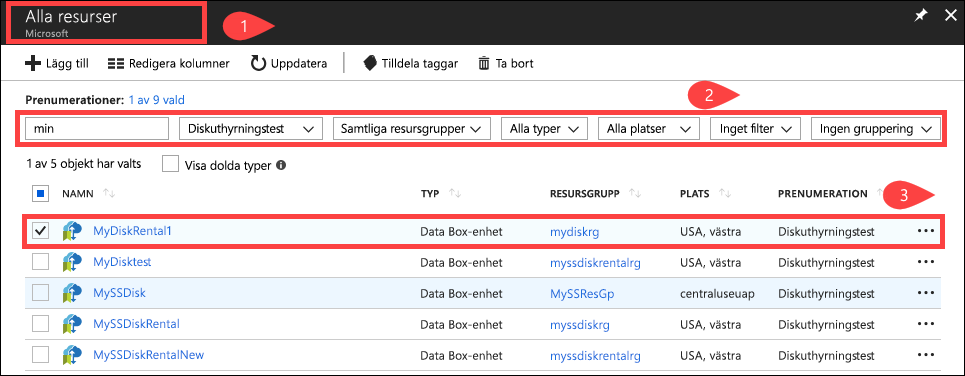 Alla resurser
Microsoft
1
Lägg till Redigera kolumner Uppdatera Tilldela taggar Ta bort
Prenumerationer: 1 av 9 vald
2
min Diskuthyrningstest Samtliga resursgrupper Alla typer Alla platser Inget filter Ingen gruppering
1 av 5 objekt har valts Visa dolda typer
NAMN TYP RESURSGRUPP PLATS PRENUMERATION
3
MyDiskRental1 Data Box-enhet mydiskrg USA, västra Diskuthyrningstest
MyDisktest Data Box-enhet myssdiskrentalrg USA, västra Diskuthyrningstest
MySSDisk Data Box-enhet MySSResGp centraluseuap Diskuthyrningstest
MySSDiskRental Data Box-enhet myssdiskrg USA, västra Diskuthyrningstest
MySSDiskRentalNew Data Box-enhet myssdiskrentalrg USA, västra Diskuthyrningstest